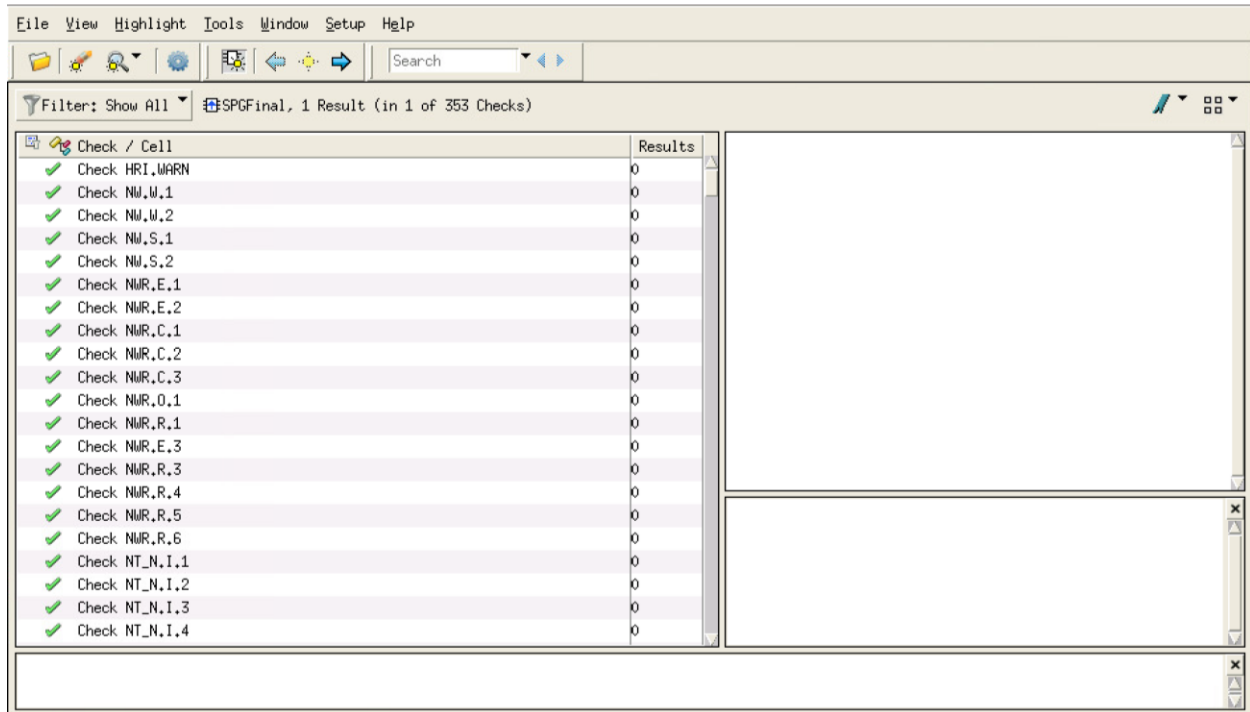 File View Highlight Tools Window Setup Help
Search
Filter: Show All SPGFinal, 1 Result (in 1 of 353 Checks)
Check / Cell Results
Check HRI.WARN 0
Check NW.W.1 0
Check NW.W.2 0
Check NW.S.1 0
Check NW.S.2 0
Check NWR.E.1 0
Check NWR.E.2 0
Check NWR.C.1 0
Check NWR.C.2 0
Check NWR.C.3 0
Check NWR.O.1 0
Check NWR.R.1 0
Check NWR.E.3 0
Check NWR.R.3 0
Check NWR.R.4 0
Check NWR.R.5 0
Check NWR.R.6 0
Check NT_N.I.1 0
Check NT_N.I.2 0
Check NT_N.I.3 0
Check NT_N.I.4 0